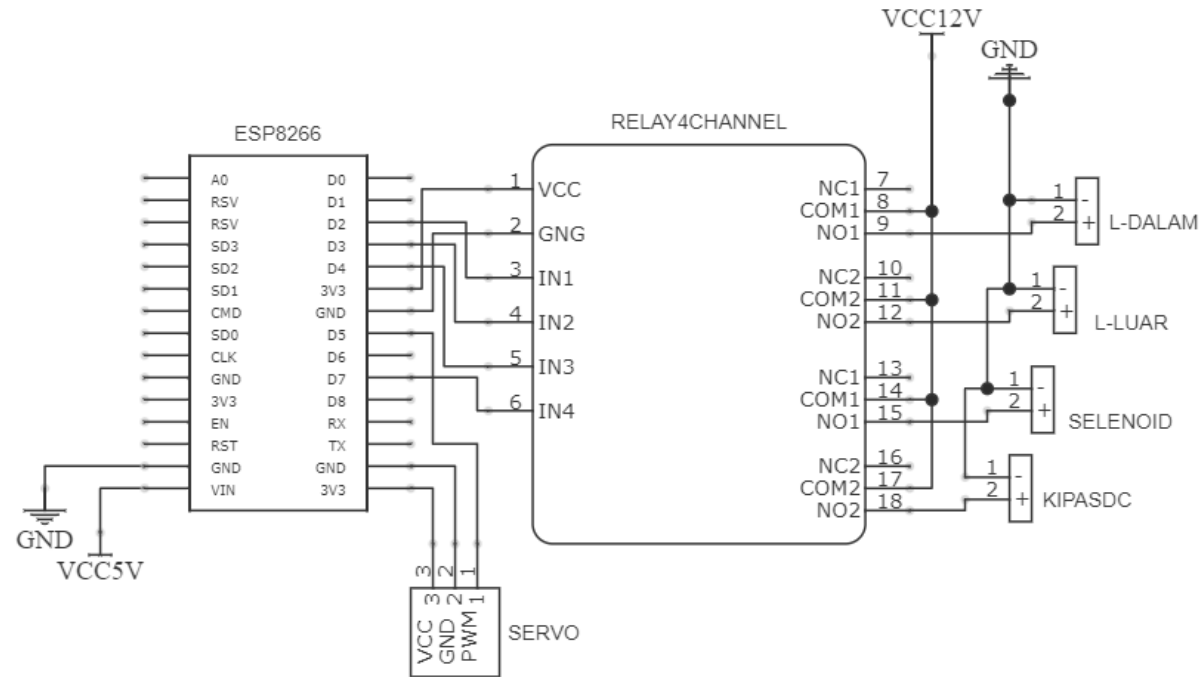 VCC12V
GND
ESP8266
RELAY4CHANNEL
A0 D0
RSV D1
RSV D2
SD3 D3
SD2 D4
SD1 3V3
CMD GND
SD0 D5
CLK D6
GND D7
3V3 D8
EN RX
RST TX
GND GND
VIN 3V3
GND
VCC5V
1 VCC
2 GNG
3 IN1
4 IN2
5 IN3
6 IN4
NC1 7
COM1 8
NO1 9
NC2 10
COM2 11
NO2 12
NC1 13
COM1 14
NO1 15
NC2 16
COM2 17
NO2 18
1 -
2 +
L-DALAM
1 -
2 +
L-LUAR
1 -
2 +
SELENOID
1 -
2 +
KIPASDC
3 2 1
3 2 1
VCC GND PWM
SERVO